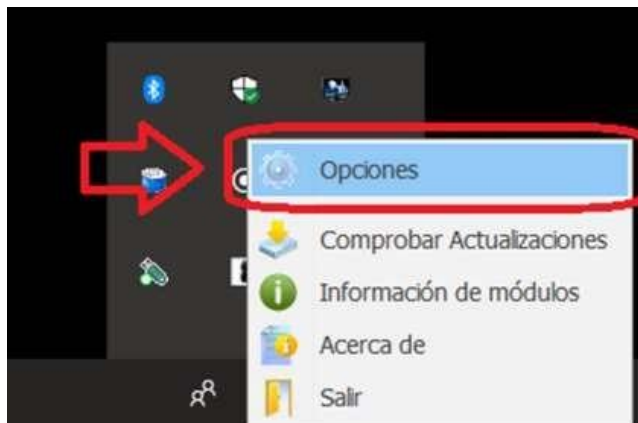 Opciones
Comprobar Actualizaciones
Información de módulos
Acerca de
Salir